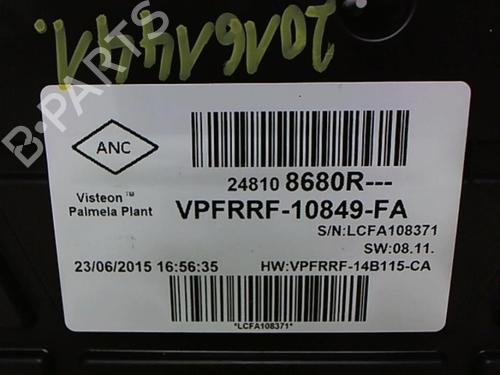 2016144A
B-PARTS
ANC
24810 8680R---
Visteon™
Palmela Plant
VPFRRF-10849-FA
S/N:LCFA108371
SW:08.11.
23/06/2015 16:56:35
HW:VPFRRF-14B115-CA
*LCFA108371*